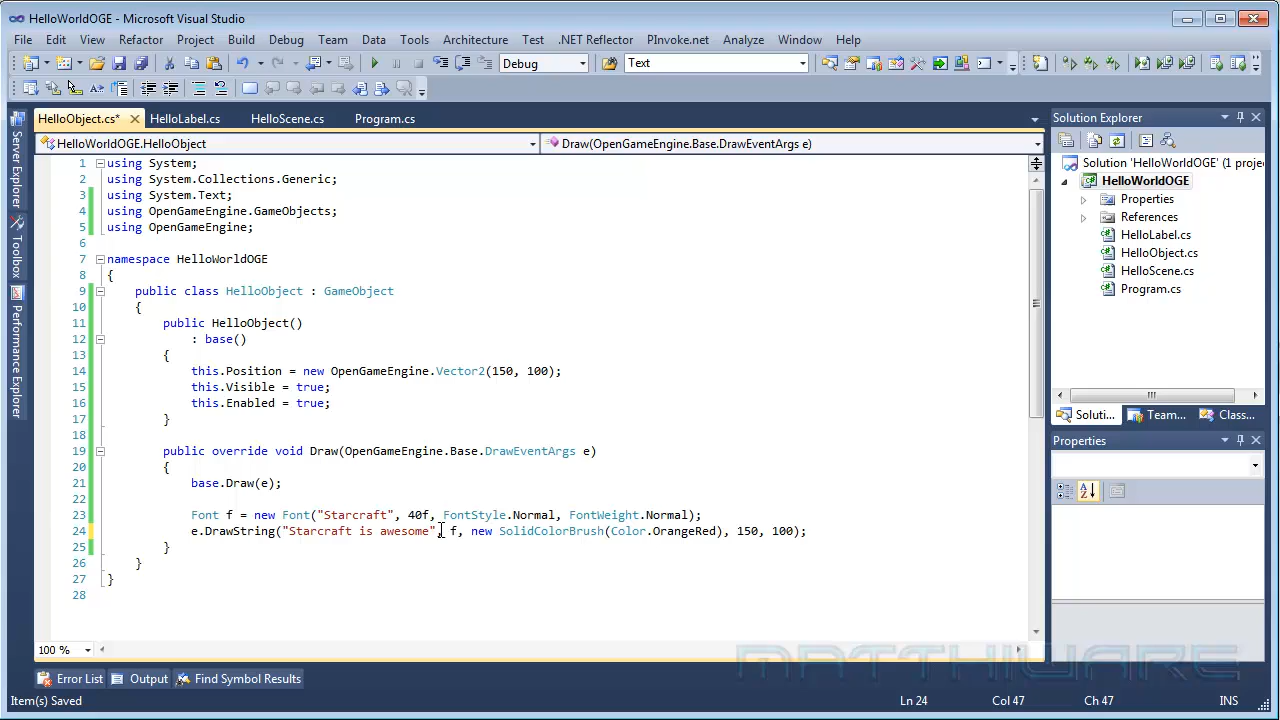 HelloWorldOGE - Microsoft Visual Studio
File Edit View Refactor Project Build Debug Team Data Tools Architecture Test .NET Reflector PInvoke.net Analyze Window Help
Debug Text
HelloObject.cs* HelloLabel.cs HelloScene.cs Program.cs
HelloWorldOGE.HelloObject Draw(OpenGameEngine.Base.DrawEventArgs e)
1 using System;
2 using System.Collections.Generic;
3 using System.Text;
4 using OpenGameEngine.GameObjects;
5 using OpenGameEngine;
6
7 namespace HelloWorldOGE
8 {
9 public class HelloObject : GameObject
10 {
11 public HelloObject()
12 : base()
13 {
14 this.Position = new OpenGameEngine.Vector2(150, 100);
15 this.Visible = true;
16 this.Enabled = true;
17 }
18
19 public override void Draw(OpenGameEngine.Base.DrawEventArgs e)
20 {
21 base.Draw(e);
22
23 Font f = new Font("Starcraft", 40f, FontStyle.Normal, FontWeight.Normal);
24 e.DrawString("Starcraft is awesome", f, new SolidColorBrush(Color.OrangeRed), 150, 100);
25 }
26 }
27 }
28
100 %
Server Explorer
Toolbox
Performance Explorer
Solution Explorer
Solution 'HelloWorldOGE' (1 proje
HelloWorldOGE
Properties
References
HelloLabel.cs
HelloObject.cs
HelloScene.cs
Program.cs
Soluti... Team... Class...
Properties
Error List Output Find Symbol Results
MATTHIWARE
Item(s) Saved Ln 24 Col 47 Ch 47 INS